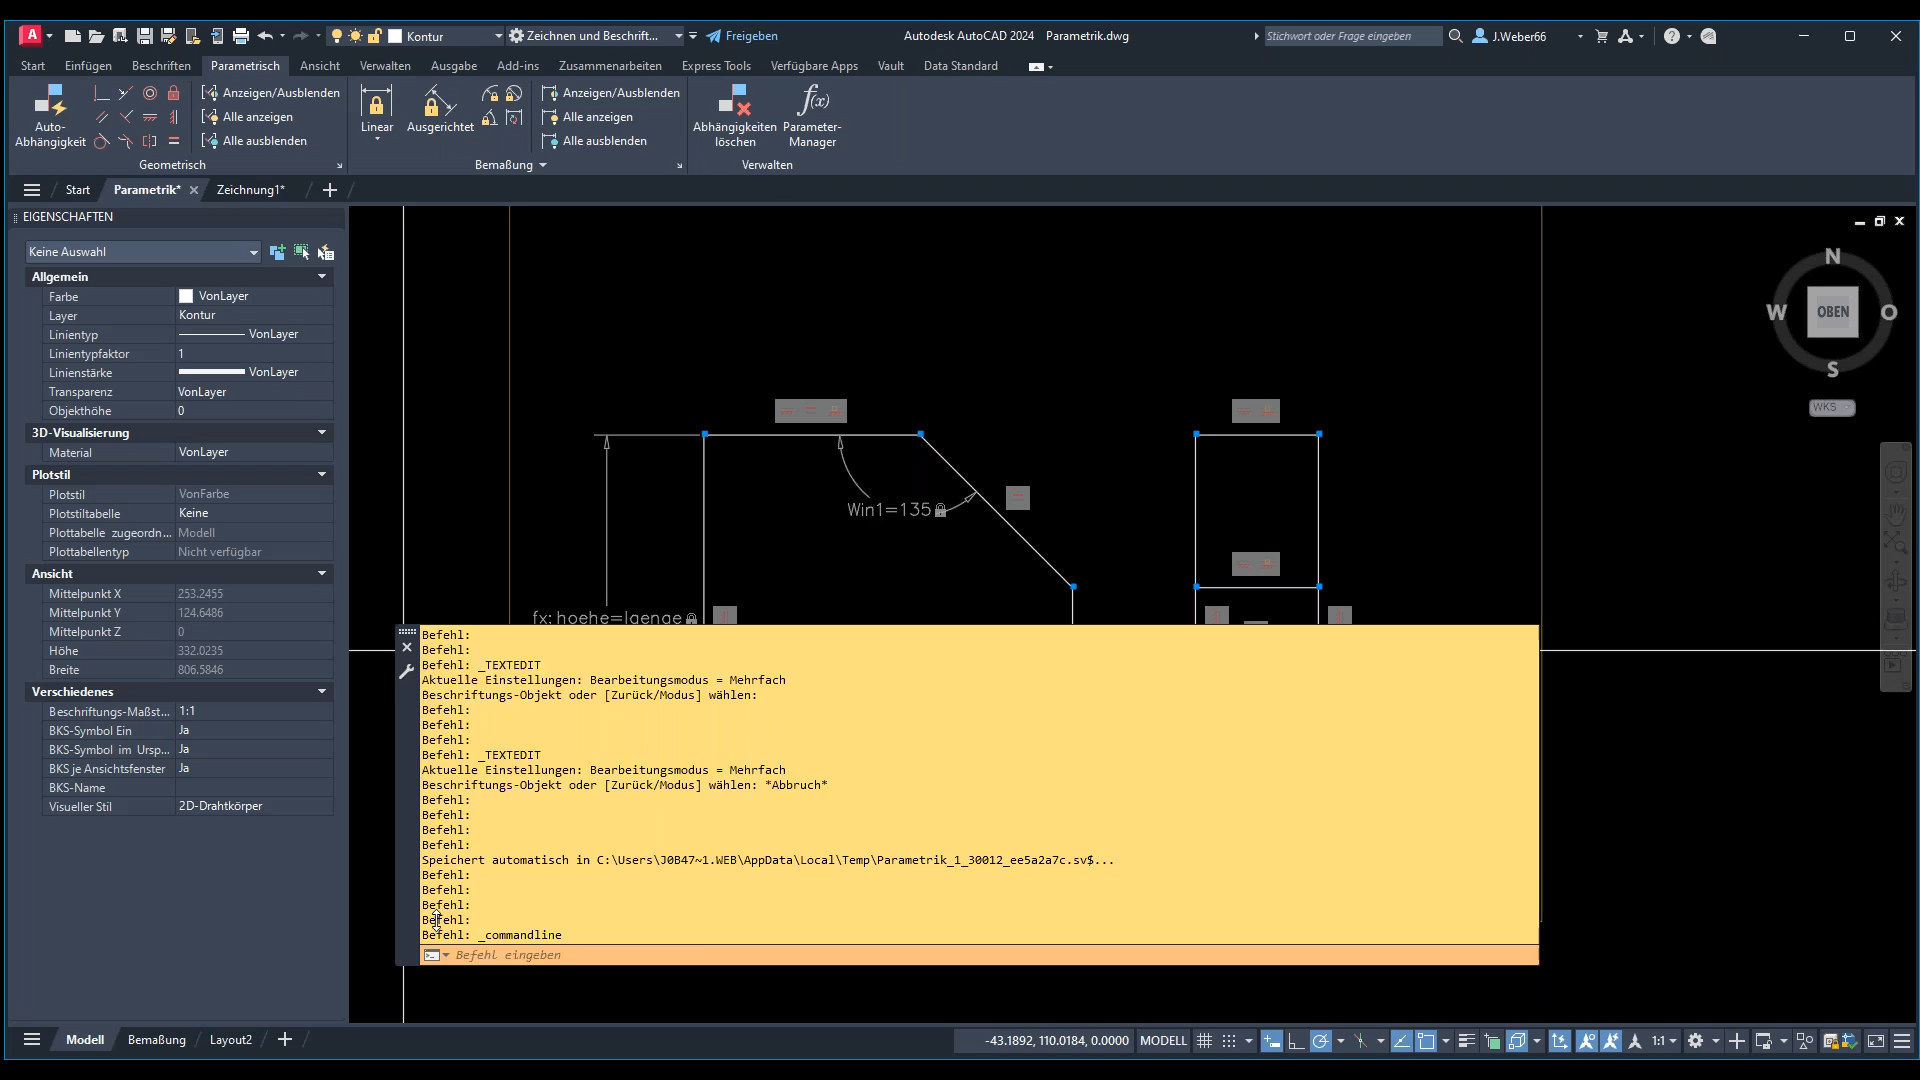 A
Kontur
Zeichnen und Beschrift...
Freigeben
Autodesk AutoCAD 2024 Parametrik.dwg
Stichwort oder Frage eingeben
J.Weber66
Start Einfügen Beschriften Parametrisch Ansicht Verwalten Ausgabe Add-ins Zusammenarbeiten Express Tools Verfügbare Apps Vault Data Standard
Auto-
Abhängigkeit
Anzeigen/Ausblenden
Alle anzeigen
Alle ausblenden
Geometrisch
Linear
Ausgerichtet
Anzeigen/Ausblenden
Alle anzeigen
Alle ausblenden
Bemaßung
Abhängigkeiten
löschen
f(x)
Parameter-
Manager
Verwalten
Start Parametrik* Zeichnung1*
EIGENSCHAFTEN
Keine Auswahl
Allgemein
Farbe VonLayer
Layer Kontur
Linientyp VonLayer
Linientypfaktor 1
Linienstärke VonLayer
Transparenz VonLayer
Objekthöhe 0
3D-Visualisierung
Material VonLayer
Plotstil
Plotstil VonFarbe
Plotstiltabelle Keine
Plottabelle zugeordn... Modell
Plottabellentyp Nicht verfügbar
Ansicht
Mittelpunkt X 253.2455
Mittelpunkt Y 124.6486
Mittelpunkt Z 0
Höhe 332.0235
Breite 806.5846
Verschiedenes
Beschriftungs-Maßst... 1:1
BKS-Symbol Ein Ja
BKS-Symbol im Ursp... Ja
BKS je Ansichtsfenster Ja
BKS-Name
Visueller Stil 2D-Drahtkörper
N
W OBEN O
S
WKS
Win1=135
fx: hoehe=laenge
Befehl:
Befehl:
Befehl: _TEXTEDIT
Aktuelle Einstellungen: Bearbeitungsmodus = Mehrfach
Beschriftungs-Objekt oder [Zurück/Modus] wählen:
Befehl:
Befehl:
Befehl:
Befehl: _TEXTEDIT
Aktuelle Einstellungen: Bearbeitungsmodus = Mehrfach
Beschriftungs-Objekt oder [Zurück/Modus] wählen: *Abbruch*
Befehl:
Befehl:
Befehl:
Befehl:
Speichert automatisch in C:\Users\J0B47~1.WEB\AppData\Local\Temp\Parametrik_1_30012_ee5a2a7c.sv$...
Befehl:
Befehl:
Befehl:
Befehl:
Befehl: _commandline
Befehl eingeben
Modell Bemaßung Layout2
-43.1892, 110.0184, 0.0000 MODELL
1:1